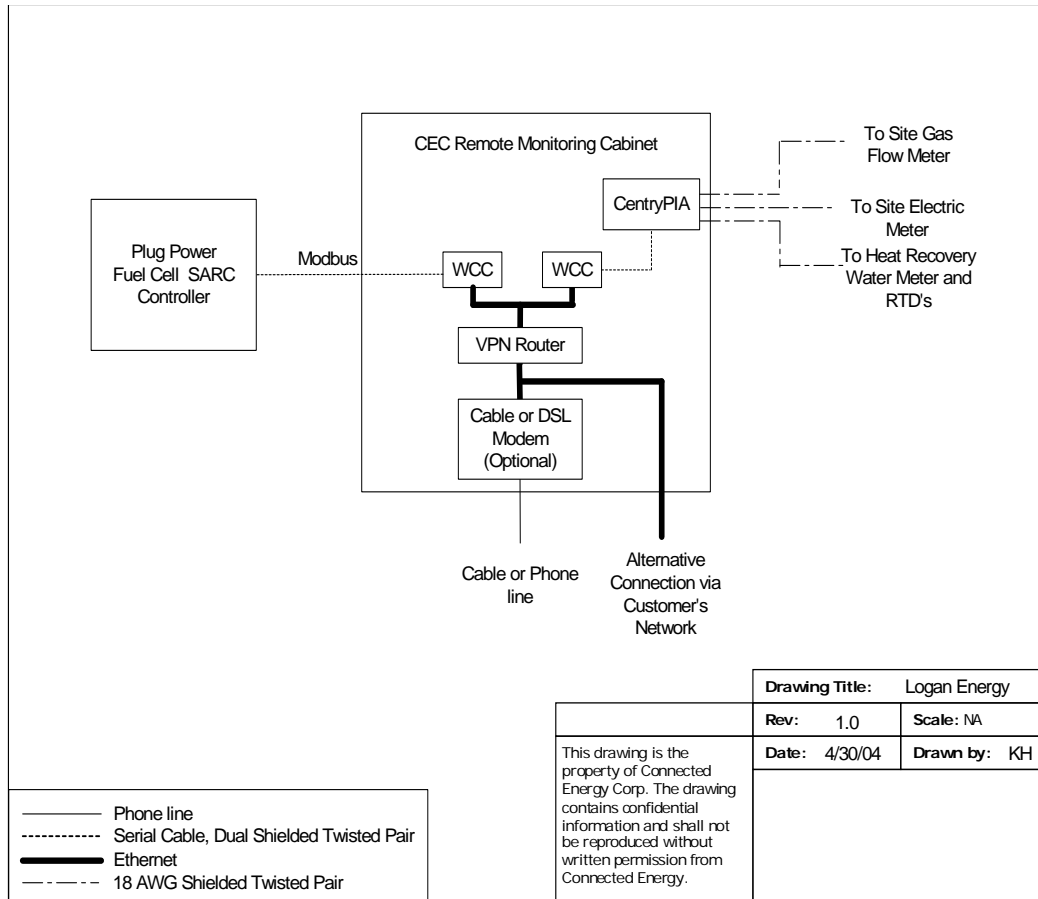 CEC Remote Monitoring Cabinet
To Site Gas
Flow Meter
CentryPIA
To Site Electric
Meter
To Heat Recovery
Water Meter and
RTD's
Plug Power
Fuel Cell SARC
Controller
Modbus
WCC
WCC
VPN Router
Cable or DSL
Modem
(Optional)
Cable or Phone
line
Alternative
Connection via
Customer's
Network
Drawing Title: Logan Energy
Rev: 1.0
Scale: NA
Date: 4/30/04
Drawn by: KH
This drawing is the
property of Connected
Energy Corp. The drawing
contains confidential
information and shall not
be reproduced without
written permission from
Connected Energy.
Phone line
Serial Cable, Dual Shielded Twisted Pair
Ethernet
18 AWG Shielded Twisted Pair